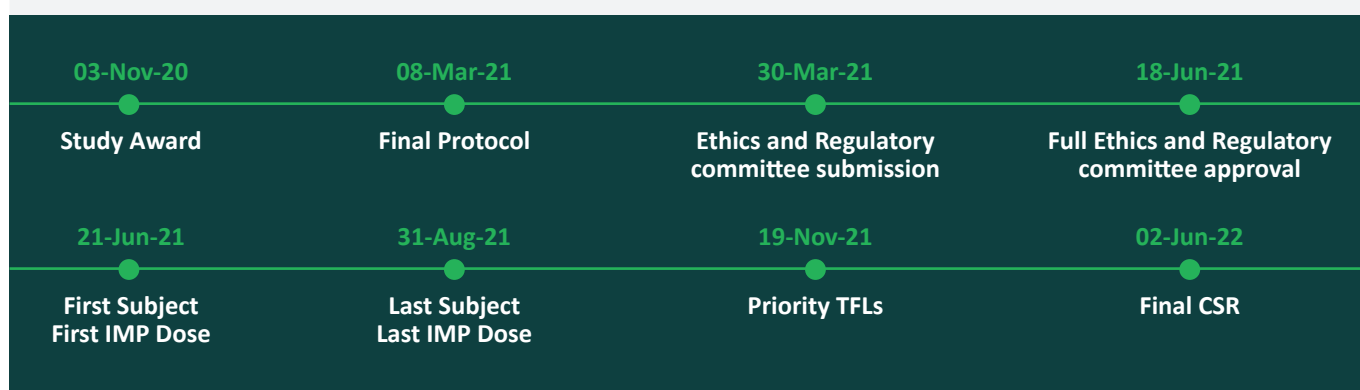 03-Nov-20
Study Award
08-Mar-21
Final Protocol
30-Mar-21
Ethics and Regulatory
committee submission
18-Jun-21
Full Ethics and Regulatory
committee approval
21-Jun-21
First Subject
First IMP Dose
31-Aug-21
Last Subject
Last IMP Dose
19-Nov-21
Priority TFLs
02-Jun-22
Final CSR